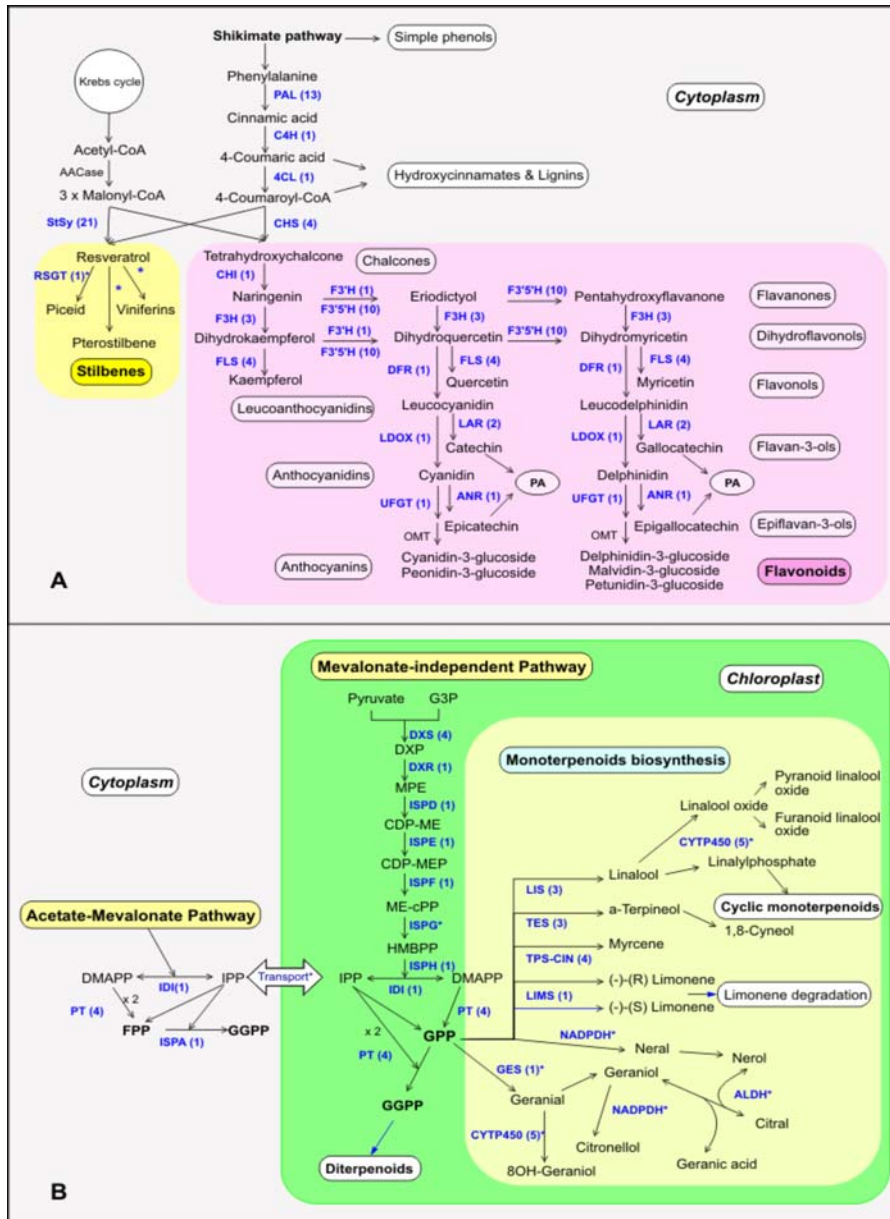 A
Shikimate pathway
Simple phenols
Krebs cycle
Phenylalanine
PAL (13)
Cytoplasm
Cinnamic acid
C4H (1)
Acetyl-CoA
4-Coumaric acid
AACase
4CL (1)
Hydroxycinnamates & Lignins
3 x Malonyl-CoA
4-Coumaroyl-CoA
StSy (21)
CHS (4)
Resveratrol
RSGT (1)*
*
*
Piceid
Viniferins
Pterostilbene
Stilbenes
Tetrahydroxychalcone
Chalcones
CHI (1)
Naringenin
F3'H (1)
F3'5'H (10)
Eriodictyol
F3'5'H (10)
Pentahydroxyflavanone
Flavanones
F3H (3)
F3H (3)
F3H (3)
Dihydrokaempferol
F3'H (1)
F3'5'H (10)
Dihydroquercetin
F3'5'H (10)
Dihydromyricetin
Dihydroflavonols
FLS (4)
DFR (1)
FLS (4)
DFR (1)
FLS (4)
Kaempferol
Quercetin
Myricetin
Flavonols
Leucoanthocyanidins
Leucocyanidin
Leucodelphinidin
LDOX (1)
LAR (2)
LDOX (1)
LAR (2)
Catechin
Gallocatechin
Flavan-3-ols
Anthocyanidins
Cyanidin
PA
Delphinidin
PA
UFGT (1)
ANR (1)
UFGT (1)
ANR (1)
Epicatechin
Epigallocatechin
Epiflavan-3-ols
OMT
OMT
Anthocyanins
Cyanidin-3-glucoside
Peonidin-3-glucoside
Delphinidin-3-glucoside
Malvidin-3-glucoside
Petunidin-3-glucoside
Flavonoids
A
Mevalonate-independent Pathway
Chloroplast
Pyruvate
G3P
DXS (4)
DXP
DXR (1)
MPE
ISPD (1)
CDP-ME
ISPE (1)
CDP-MEP
ISPF (1)
ME-cPP
ISPG*
HMBPP
ISPH (1)
Cytoplasm
Acetate-Mevalonate Pathway
DMAPP
IDI(1)
IPP
Transport*
IPP
IDI (1)
DMAPP
PT (4)
x 2
FPP
ISPA (1)
GGPP
x 2
PT (4)
GPP
PT (4)
GGPP
Diterpenoids
Monoterpenoids biosynthesis
Pyranoid linalool
oxide
Linalool oxide
Furanoid linalool
oxide
CYTP450 (5)*
Linalylphosphate
LIS (3)
Linalool
Cyclic monoterpenoids
TES (3)
a-Terpineol
1,8-Cyneol
TPS-CIN (4)
Myrcene
LIMS (1)
(-)-(R) Limonene
(-)-(S) Limonene
Limonene degradation
NADPDH*
Neral
Nerol
GES (1)*
Geraniol
Geranial
NADPDH*
ALDH*
Citral
CYTP450 (5)*
Citronellol
Geranic acid
8OH-Geraniol
B